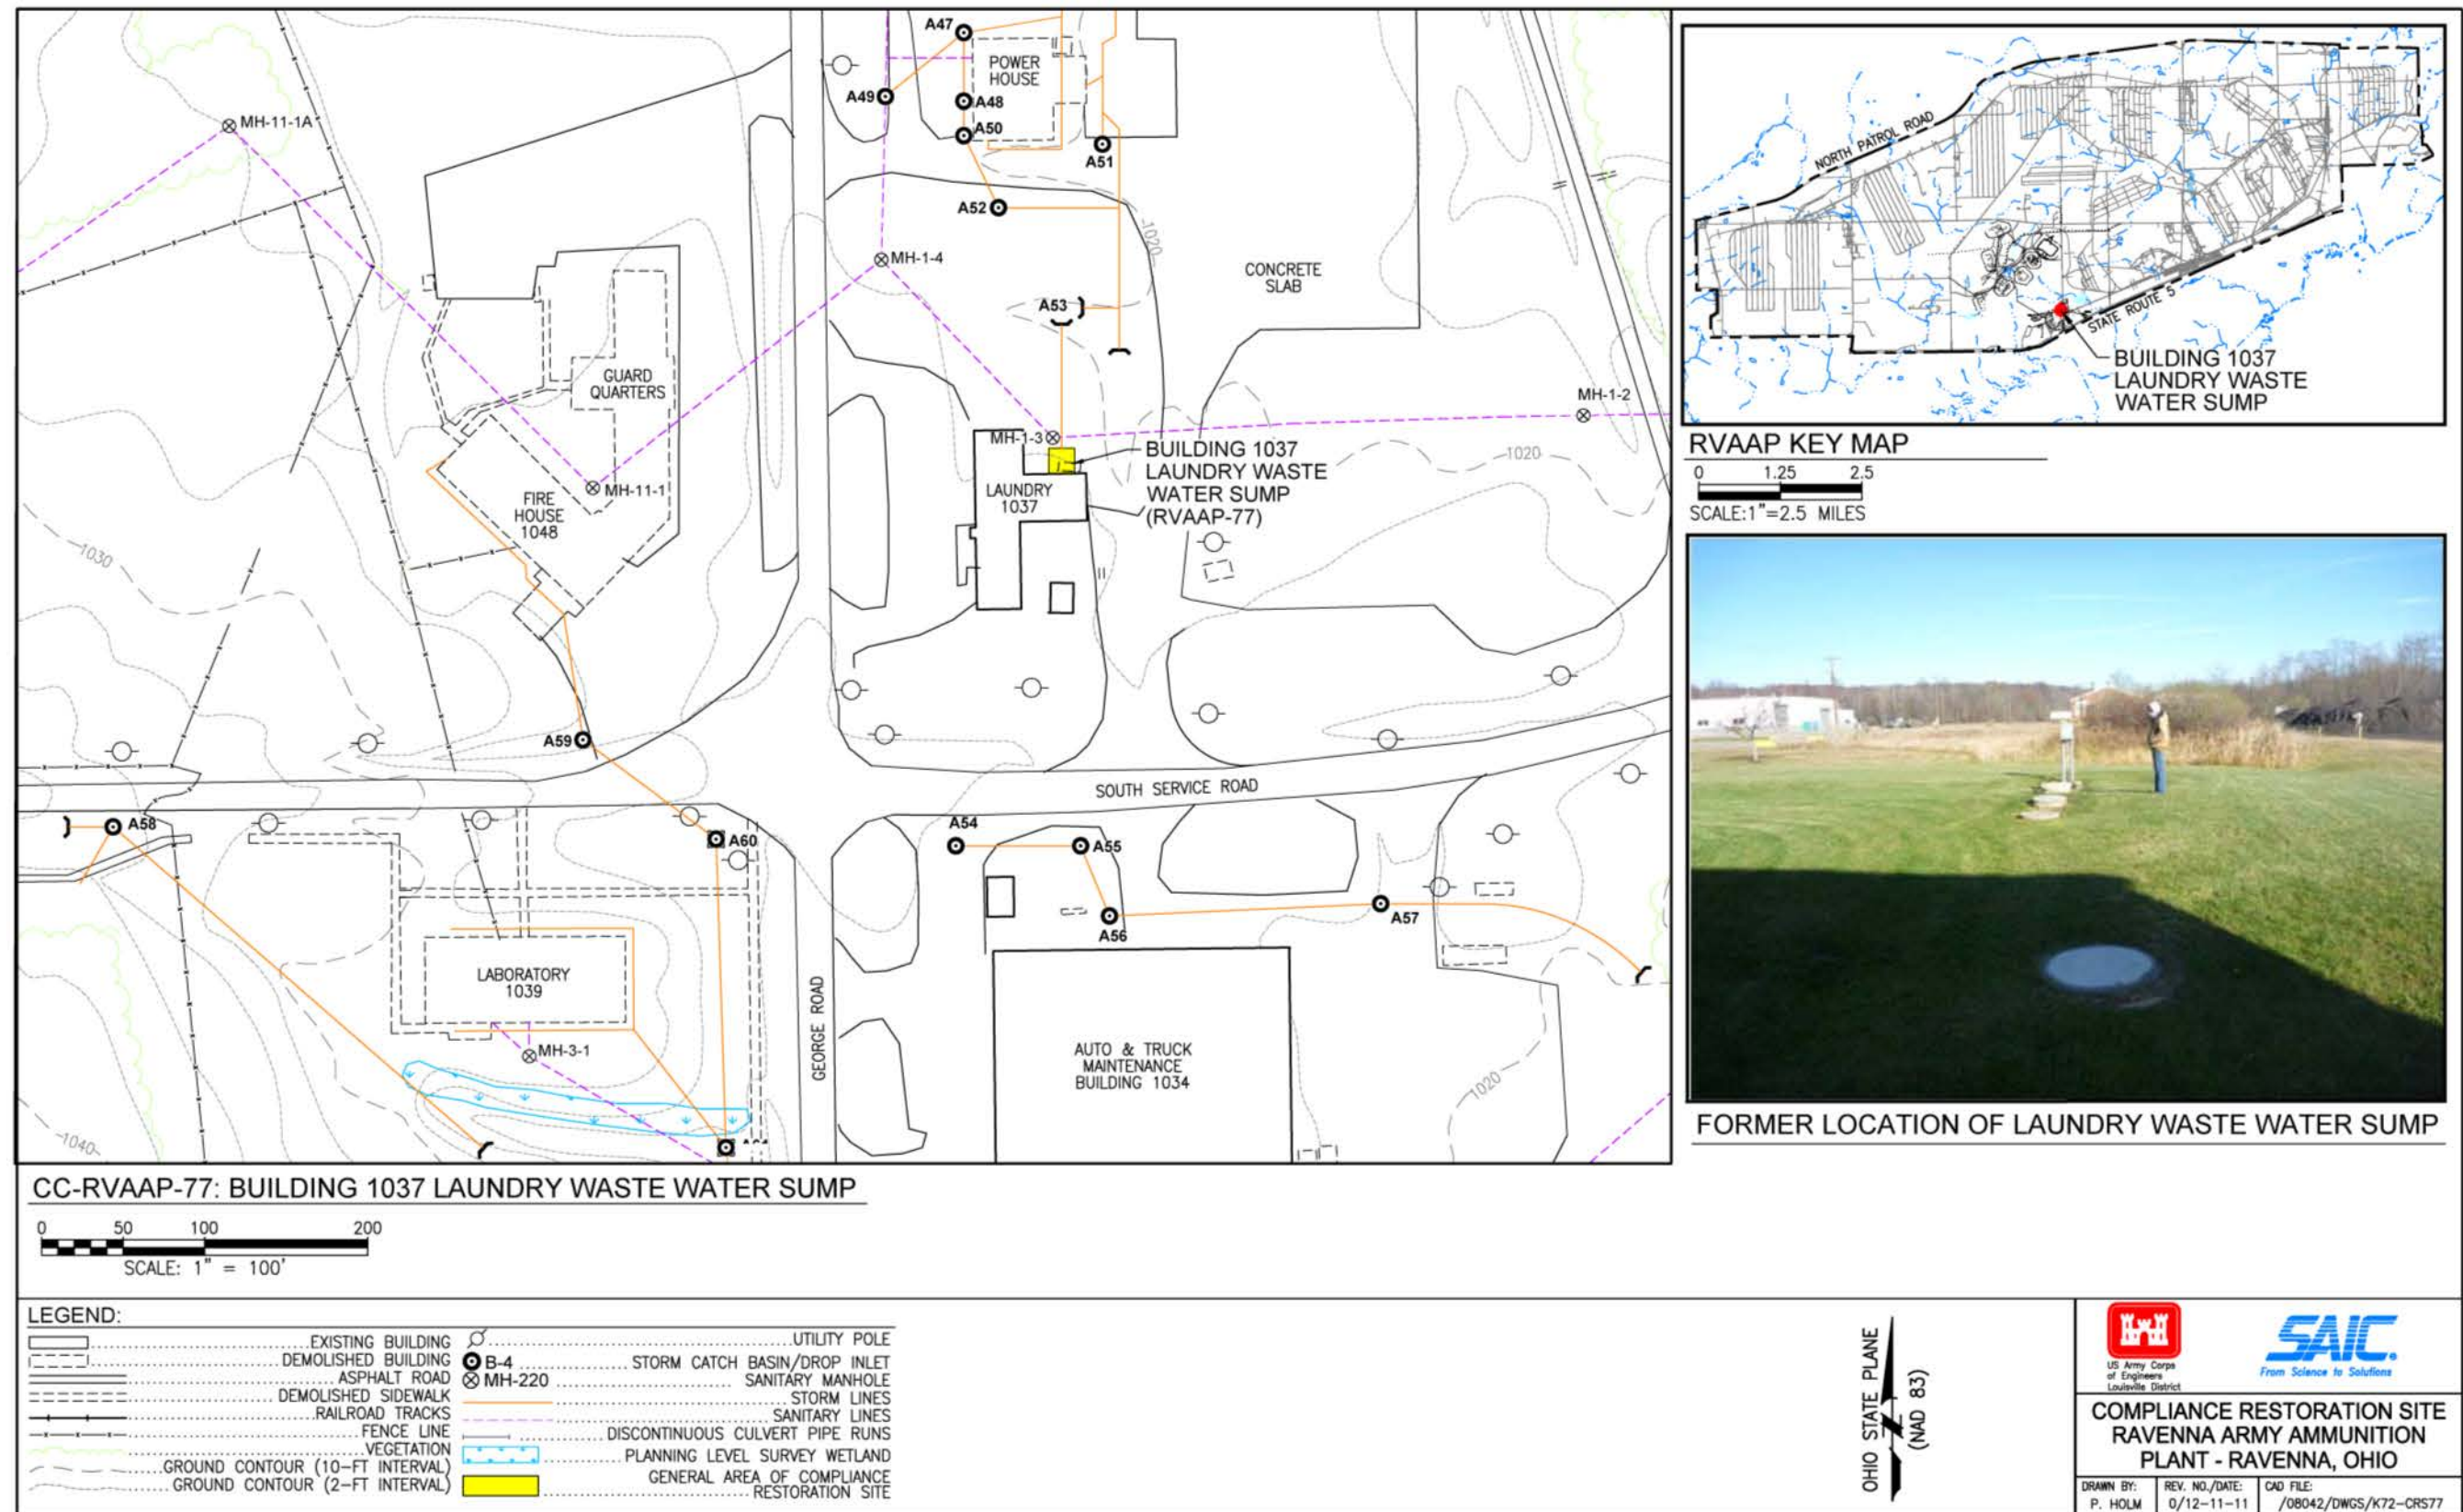 A47
POWER
HOUSE
A49
A48
A50
A51
MH-11-1A
A52
1020
MH-1-4
CONCRETE
SLAB
A53
GUARD
QUARTERS
MH-1-2
MH-1-3
BUILDING 1037
LAUNDRY WASTE
WATER SUMP
(RVAAP-77)
1020
LAUNDRY
1037
MH-11-1
FIRE
HOUSE
1048
1030
A59
SOUTH SERVICE ROAD
A58
A60
A54
A55
A56
A57
LABORATORY
1039
GEORGE ROAD
MH-3-1
AUTO & TRUCK
MAINTENANCE
BUILDING 1034
1020
1040
NORTH PATROL ROAD
STATE ROUTE 5
BUILDING 1037
LAUNDRY WASTE
WATER SUMP
RVAAP KEY MAP
0 1.25 2.5
SCALE:1"=2.5 MILES
FORMER LOCATION OF LAUNDRY WASTE WATER SUMP
CC-RVAAP-77: BUILDING 1037 LAUNDRY WASTE WATER SUMP
0 50 100 200
SCALE: 1" = 100'
LEGEND:
EXISTING BUILDING
DEMOLISHED BUILDING
ASPHALT ROAD
DEMOLISHED SIDEWALK
RAILROAD TRACKS
FENCE LINE
VEGETATION
GROUND CONTOUR (10-FT INTERVAL)
GROUND CONTOUR (2-FT INTERVAL)
UTILITY POLE
B-4 STORM CATCH BASIN/DROP INLET
MH-220 SANITARY MANHOLE
STORM LINES
SANITARY LINES
DISCONTINUOUS CULVERT PIPE RUNS
PLANNING LEVEL SURVEY WETLAND
GENERAL AREA OF COMPLIANCE
RESTORATION SITE
OHIO STATE PLANE
(NAD 83)
N
US Army Corps
of Engineers
Louisville District
SAIC.
From Science to Solutions
COMPLIANCE RESTORATION SITE
RAVENNA ARMY AMMUNITION
PLANT - RAVENNA, OHIO
DRAWN BY:
P. HOLM
REV. NO./DATE:
0/12-11-11
CAD FILE:
/08042/DWGS/K72-CRS77